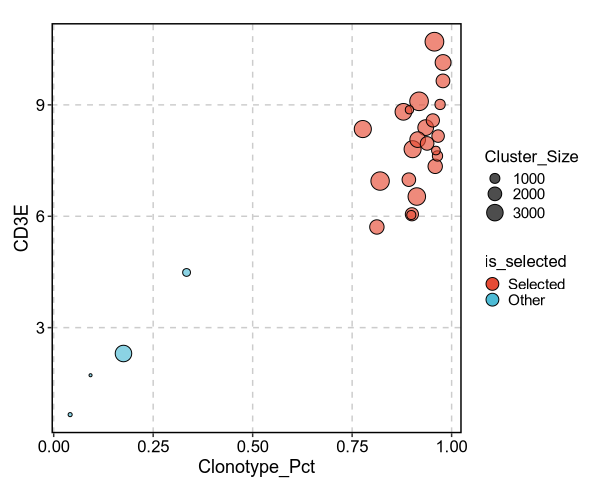 9
6
3
CD3E
0.00 0.25 0.50 0.75 1.00
Clonotype_Pct
Cluster_Size
1000
2000
3000
is_selected
Selected
Other